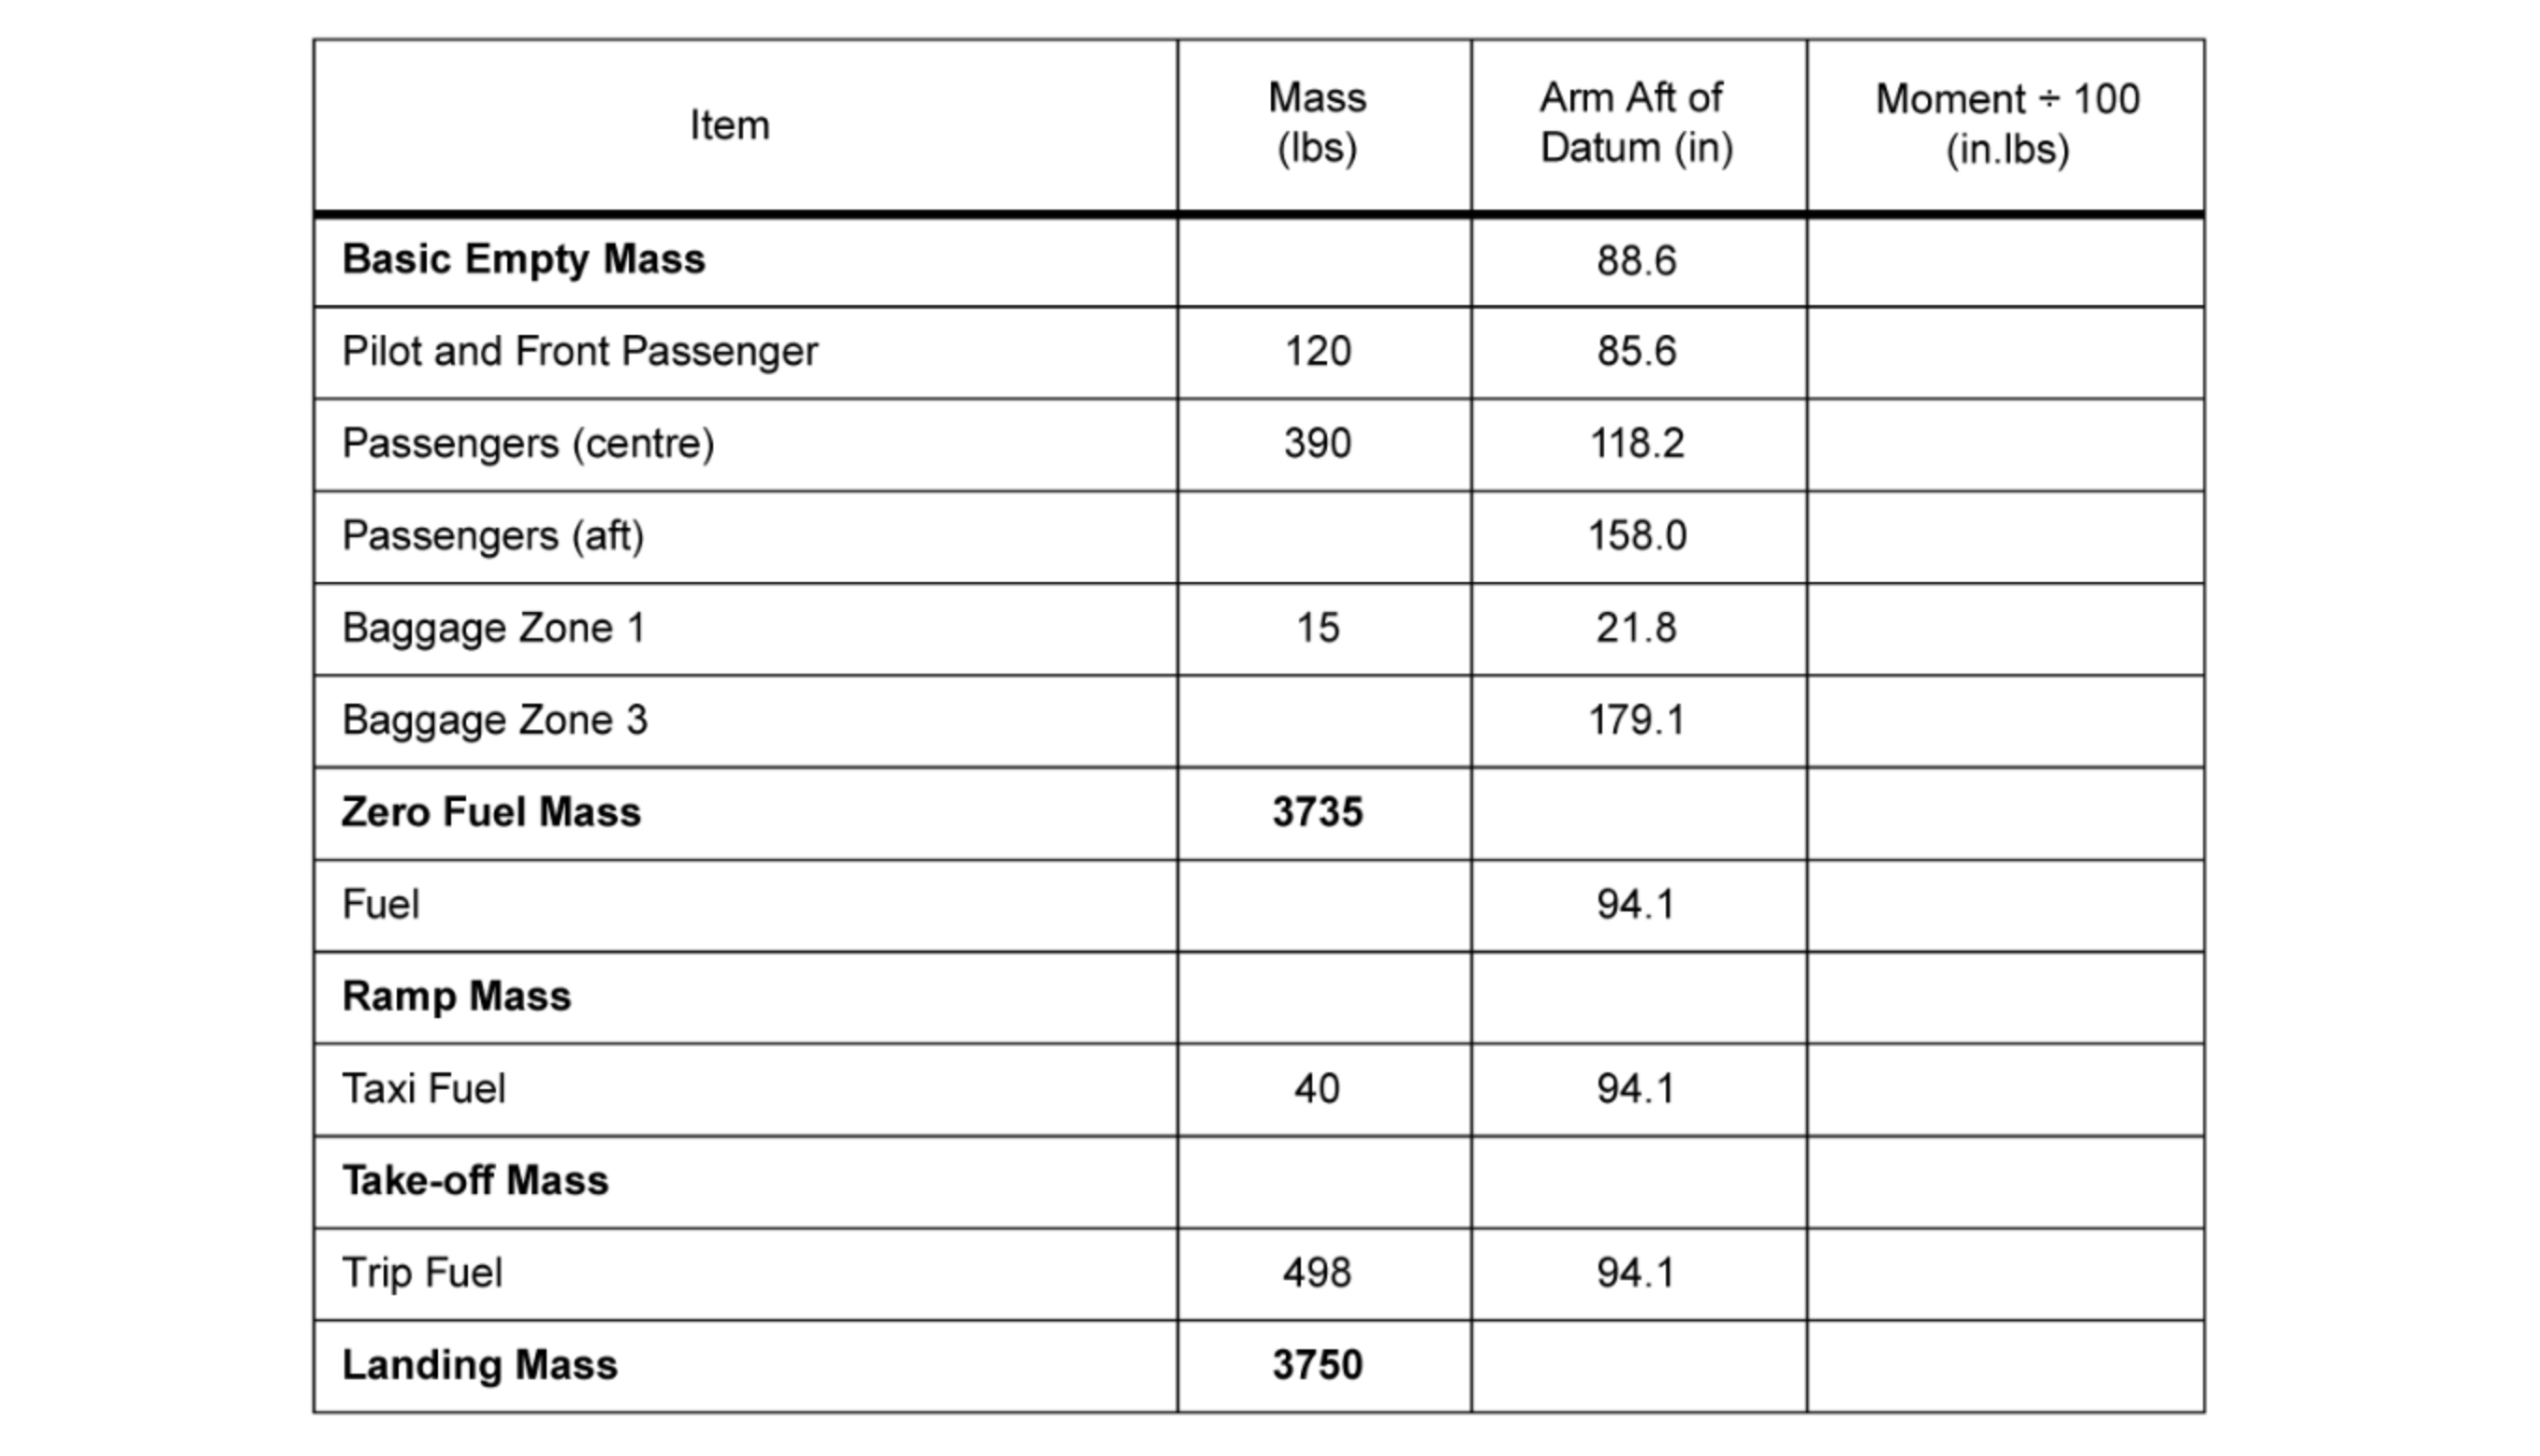 Item Mass Arm Aft of Moment ÷ 100
(lbs) Datum (in) (in.lbs)
Basic Empty Mass 88.6
Pilot and Front Passenger 120 85.6
Passengers (centre) 390 118.2
Passengers (aft) 158.0
Baggage Zone 1 15 21.8
Baggage Zone 3 179.1
Zero Fuel Mass 3735
Fuel 94.1
Ramp Mass
Taxi Fuel 40 94.1
Take-off Mass
Trip Fuel 498 94.1
Landing Mass 3750